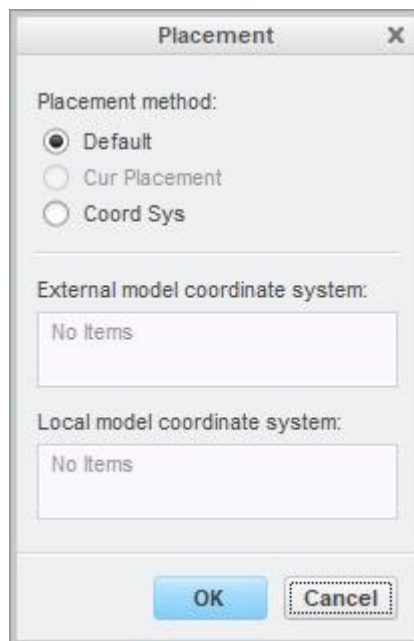 Placement
Placement method:
Default
Cur Placement
Coord Sys
External model coordinate system:
No Items
Local model coordinate system:
No Items
OK Cancel